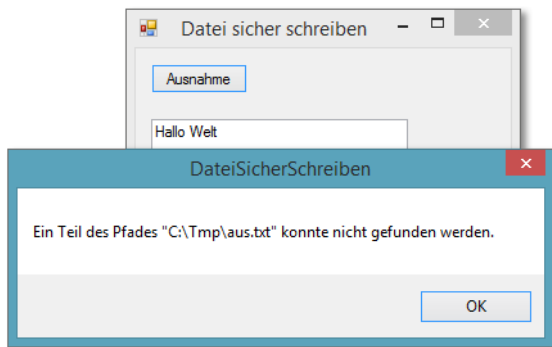 Datei sicher schreiben
Ausnahme
Hallo Welt
DateiSicherSchreiben
Ein Teil des Pfades "C:\Tmp\aus.txt" konnte nicht gefunden werden.
OK